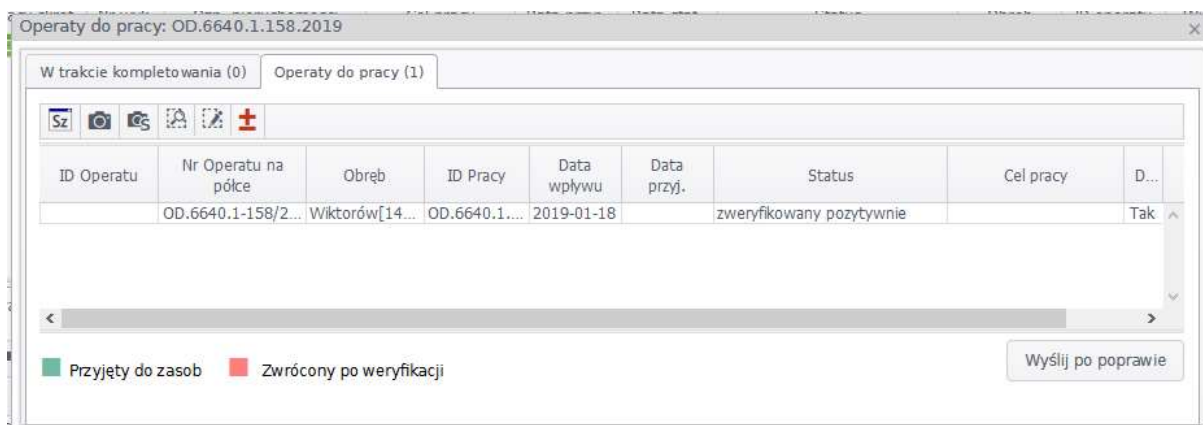 Operaty do pracy: OD.6640.1.158.2019
W trakcie kompletowania (0) Operaty do pracy (1)
Sz
ID Operatu Nr Operatu na półce Obręb ID Pracy Data wpływu Data przyj. Status Cel pracy D...
OD.6640.1-158/2... Wiktorów[14... OD.6640.1.... 2019-01-18 zweryfikowany pozytywnie Tak
Przyjęty do zasob Zwrócony po weryfikacji
Wyślij po poprawie